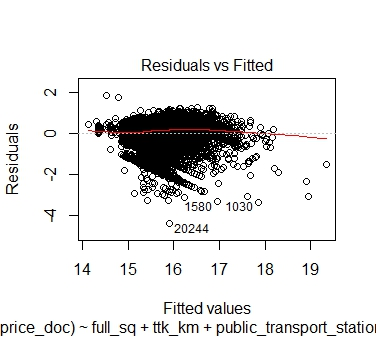 Residuals vs Fitted
Residuals
2
0
-2
-4
1580
1030
20244
14 15 16 17 18 19
Fitted values
price_doc) ~ full_sq + ttk_km + public_transport_station